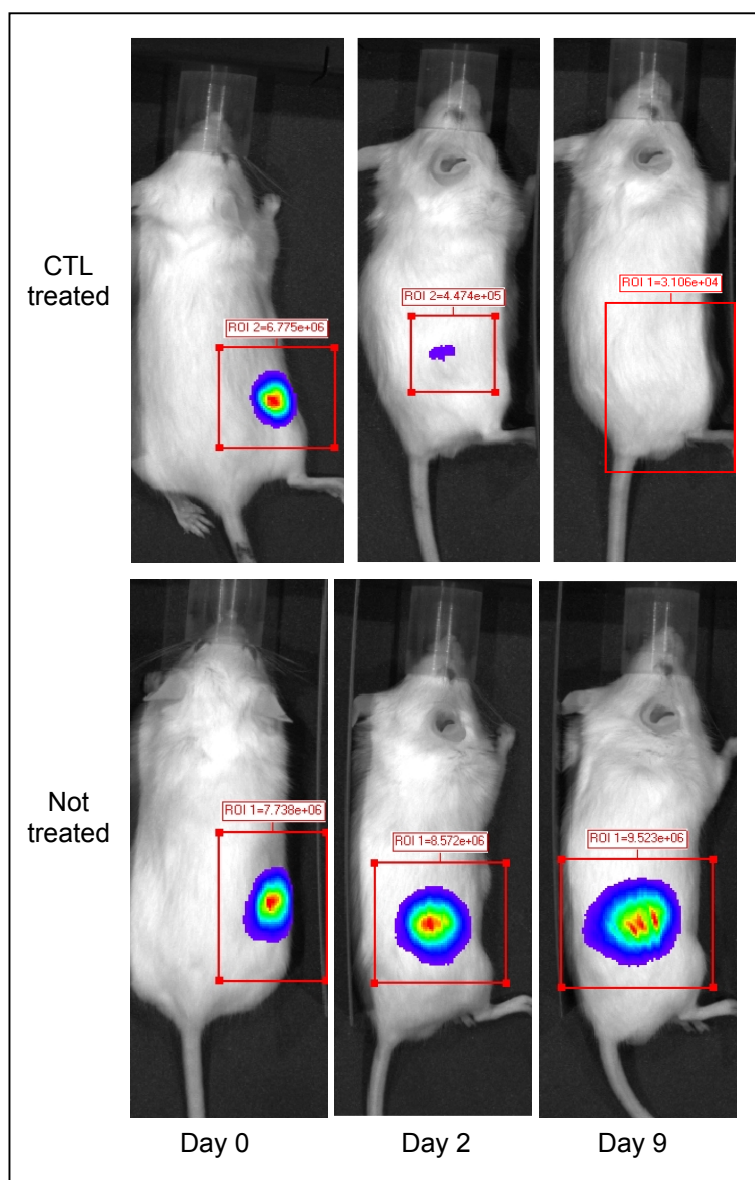 CTL
treated
ROI 2=6.775e+06
ROI 2=4.474e+05
ROI 1=3.106e+04
Not
treated
ROI 1=7.738e+06
ROI 1=8.572e+06
ROI 1=9.523e+06
Day 0
Day 2
Day 9